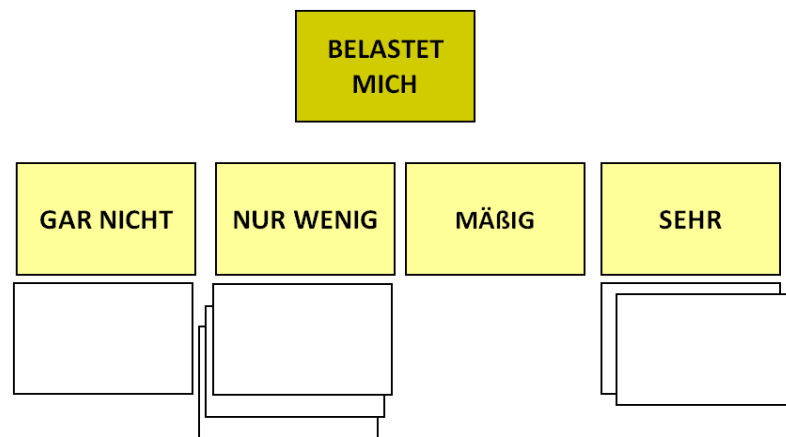 BELASTET
MICH
GAR NICHT
NUR WENIG
MÄßIG
SEHR